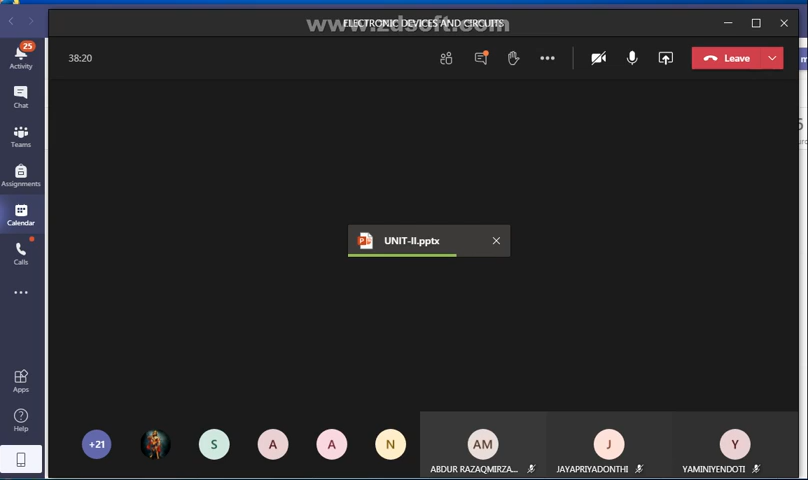 www.zdsoft.com
ELECTRONIC DEVICES AND CIRCUITS
25
Activity
Chat
Teams
Assignments
Calendar
Calls
Apps
Help
38:20
Leave
UNIT-II.pptx
+21
S
A
A
N
AM
J
Y
ABDUR RAZAQMIRZA...
JAYAPRIYADONTHI
YAMINIYENDOTI